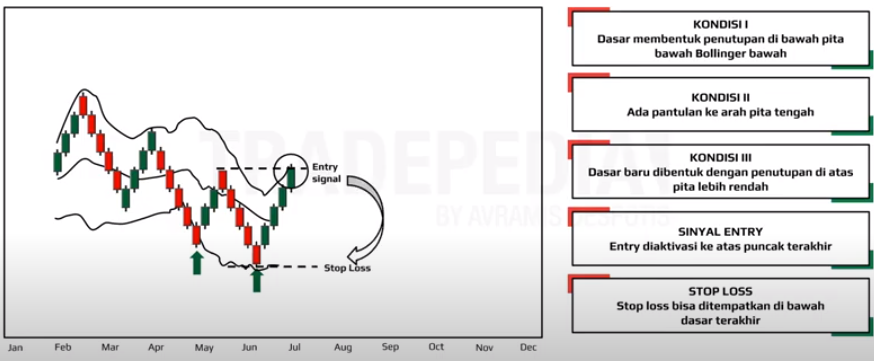 KONDISI I
Dasar membentuk penutupan di bawah pita
bawah Bollinger bawah
KONDISI II
Ada pantulan ke arah pita tengah
KONDISI III
Dasar baru dibentuk dengan penutupan di atas
pita lebih rendah
SINYAL ENTRY
Entry diaktivasi ke atas puncak terakhir
STOP LOSS
Stop loss bisa ditempatkan di bawah
dasar terakhir
Entry
signal
Stop Loss
TRADEPEDIA
BY AVRAMIS DESPOTIS
Jan Feb Mar Apr May Jun Jul Aug Sep Oct Nov Dec